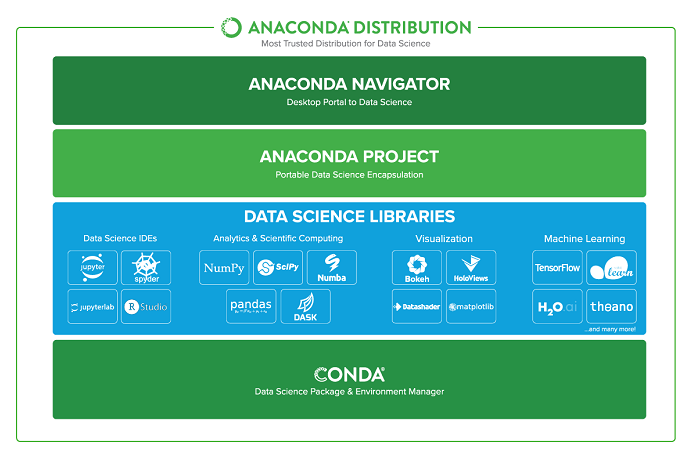 ANACONDA® DISTRIBUTION
Most Trusted Distribution for Data Science
ANACONDA NAVIGATOR
Desktop Portal to Data Science
ANACONDA PROJECT
Portable Data Science Encapsulation
DATA SCIENCE LIBRARIES
Data Science IDEs
jupyter
spyder
jupyterlab
R Studio
Analytics & Scientific Computing
NumPy
SciPy
Numba
pandas
DASK
Visualization
Bokeh
HoloViews
Datashader
matplotlib
Machine Learning
TensorFlow
learn
H2O.ai
theano
...and many more!
CONDA®
Data Science Package & Environment Manager